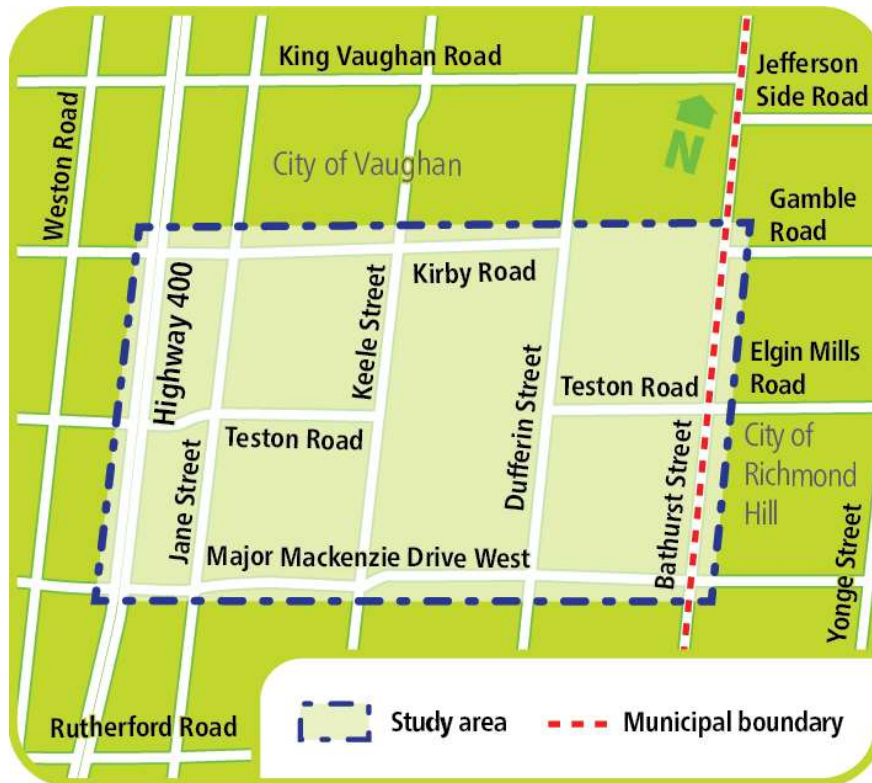 King Vaughan Road
Jefferson
Side Road
Weston Road
City of Vaughan
N
Gamble
Road
Highway 400
Keele Street
Kirby Road
Dufferin Street
Elgin Mills
Road
Teston Road
Teston Road
Jane Street
Bathurst Street
City of
Richmond
Hill
Major Mackenzie Drive West
Yonge Street
Rutherford Road
Study area
Municipal boundary